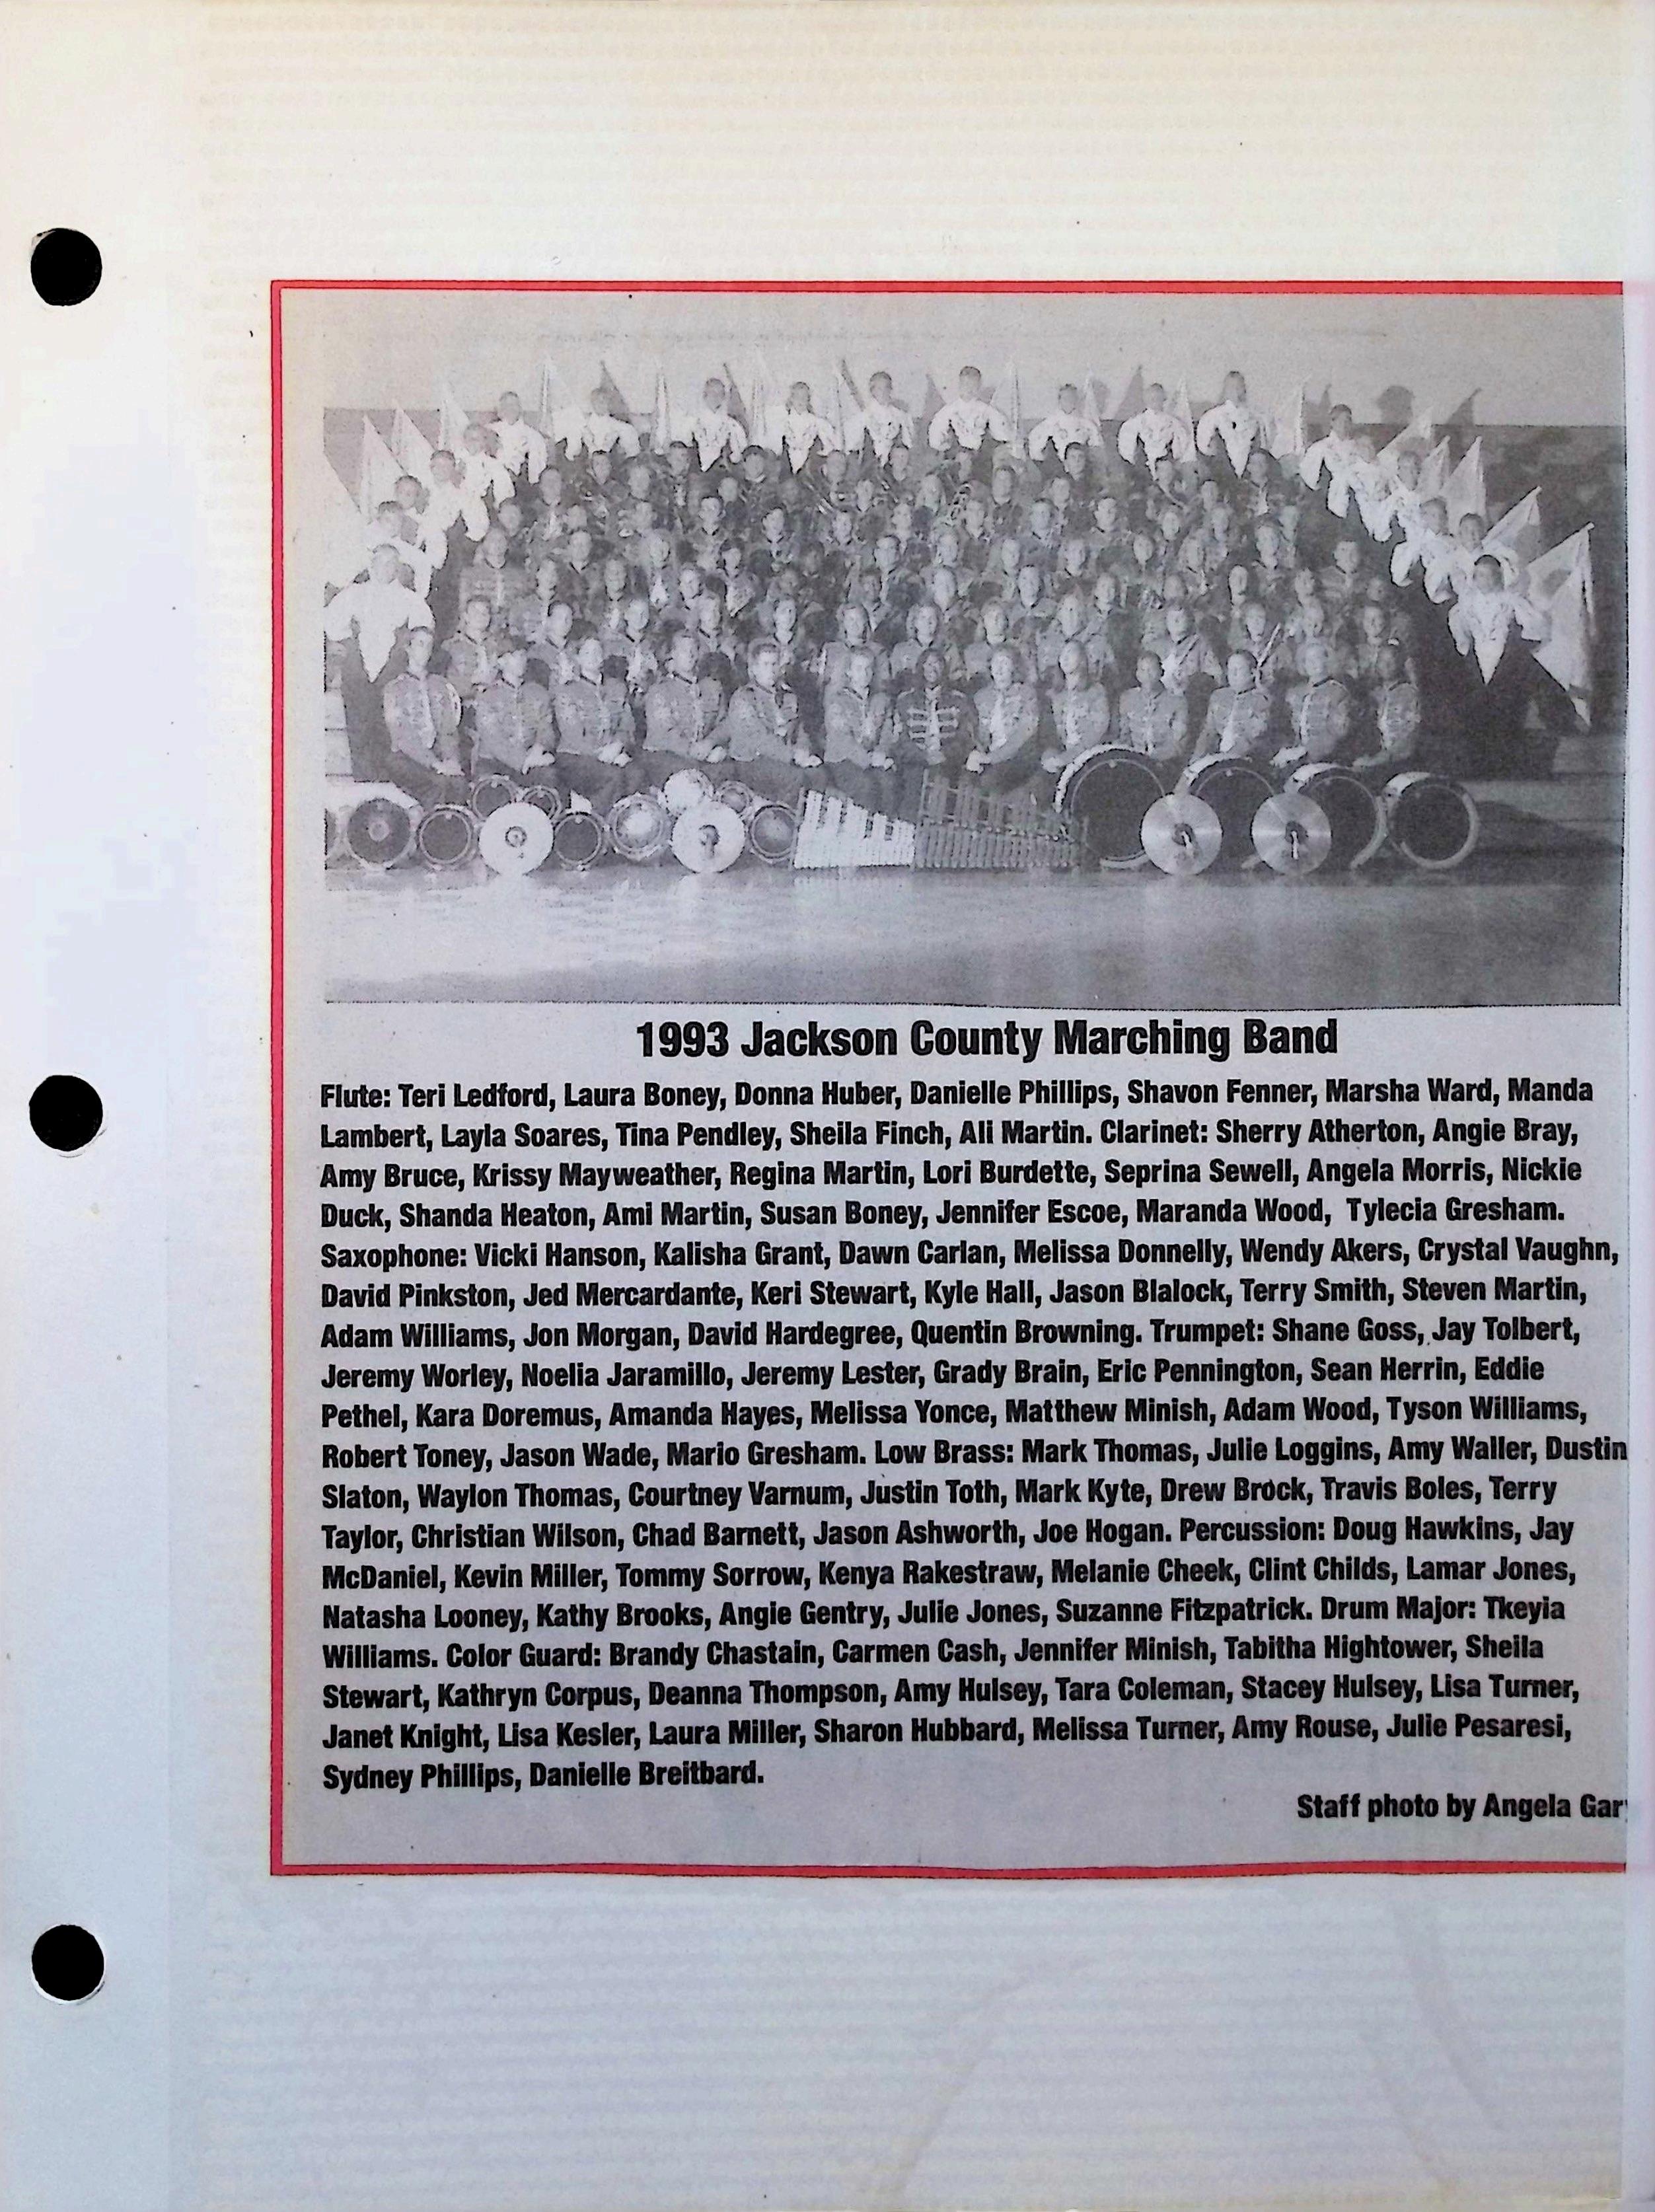 1993 Jackson County Marching Band
Flute: Teri Ledford, Laura Boney, Donna Huber, Danielle Phillips, Shavon Fenner, Marsha Ward, Manda
Lambert, Layla Soares, Tina Pendley, Sheila Finch, Ali Martin. Clarinet: Sherry Atherton, Angie Bray,
Amy Bruce, Krissy Mayweather, Regina Martin, Lori Burdette, Seprina Sewell, Angela Morris, Nickie
Duck, Shanda Heaton, Ami Martin, Susan Boney, Jennifer Escoe, Maranda Wood, Tylecia Gresham.
Saxophone: Vicki Hanson, Kalisha Grant, Dawn Carlan, Melissa Donnelly, Wendy Akers, Crystal Vaughn,
David Pinkston, Jed Mercardante, Keri Stewart, Kyle Hall, Jason Blalock, Terry Smith, Steven Martin,
Adam Williams, Jon Morgan, David Hardegree, Quentin Browning. Trumpet: Shane Goss, Jay Tolbert,
Jeremy Worley, Noelia Jaramillo, Jeremy Lester, Grady Brain, Eric Pennington, Sean Herrin, Eddie
Pethel, Kara Doremus, Amanda Hayes, Melissa Yonce, Matthew Minish, Adam Wood, Tyson Williams,
Robert Toney, Jason Wade, Mario Gresham. Low Brass: Mark Thomas, Julie Loggins, Amy Waller, Dustin
Slaton, Waylon Thomas, Courtney Varnum, Justin Toth, Mark Kyte, Drew Brock, Travis Boles, Terry
Taylor, Christian Wilson, Chad Barnett, Jason Ashworth, Joe Hogan. Percussion: Doug Hawkins, Jay
McDaniel, Kevin Miller, Tommy Sorrow, Kenya Rakestraw, Melanie Cheek, Clint Childs, Lamar Jones,
Natasha Looney, Kathy Brooks, Angie Gentry, Julie Jones, Suzanne Fitzpatrick. Drum Major: Tkeyia
Williams. Color Guard: Brandy Chastain, Carmen Cash, Jennifer Minish, Tabitha Hightower, Sheila
Stewart, Kathryn Corpus, Deanna Thompson, Amy Hulsey, Tara Coleman, Stacey Hulsey, Lisa Turner,
Janet Knight, Lisa Kesler, Laura Miller, Sharon Hubbard, Melissa Turner, Amy Rouse, Julie Pesaresi,
Sydney Phillips, Danielle Breitbard.
Staff photo by Angela Gar